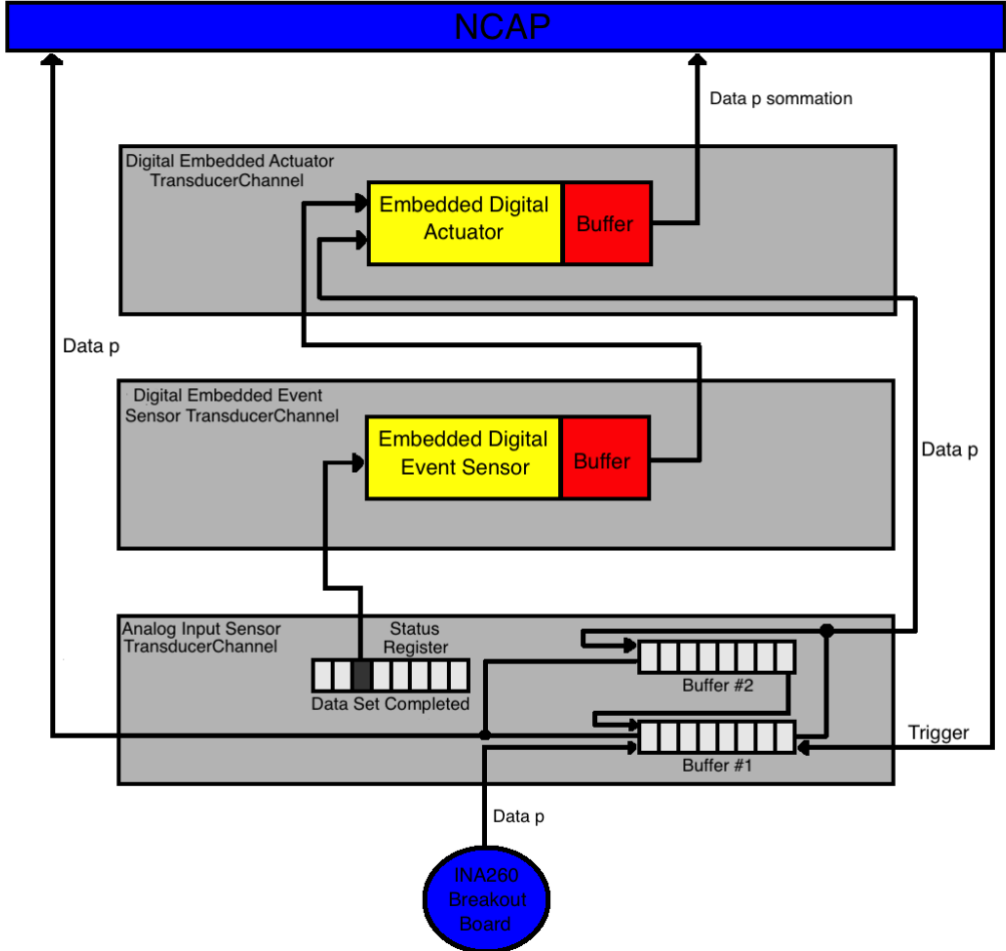 NCAP
Data p sommation
Digital Embedded Actuator
TransducerChannel
Embedded Digital
Actuator
Buffer
Data p
Digital Embedded Event
Sensor TransducerChannel
Embedded Digital
Event Sensor
Buffer
Data p
Analog Input Sensor
TransducerChannel
Status
Register
Data Set Completed
Buffer #2
Buffer #1
Trigger
Data p
INA260
Breakout
Board